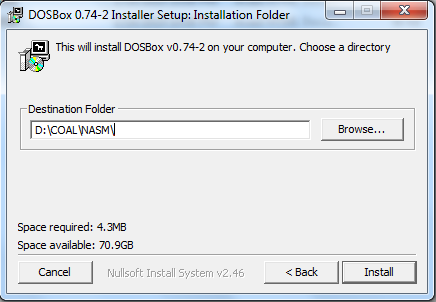 DOSBox 0.74-2 Installer Setup: Installation Folder
This will install DOSBox v0.74-2 on your computer. Choose a directory
Destination Folder
D:\COAL\NASM\
Browse...
Space required: 4.3MB
Space available: 70.9GB
Cancel
Nullsoft Install System v2.46
< Back
Install